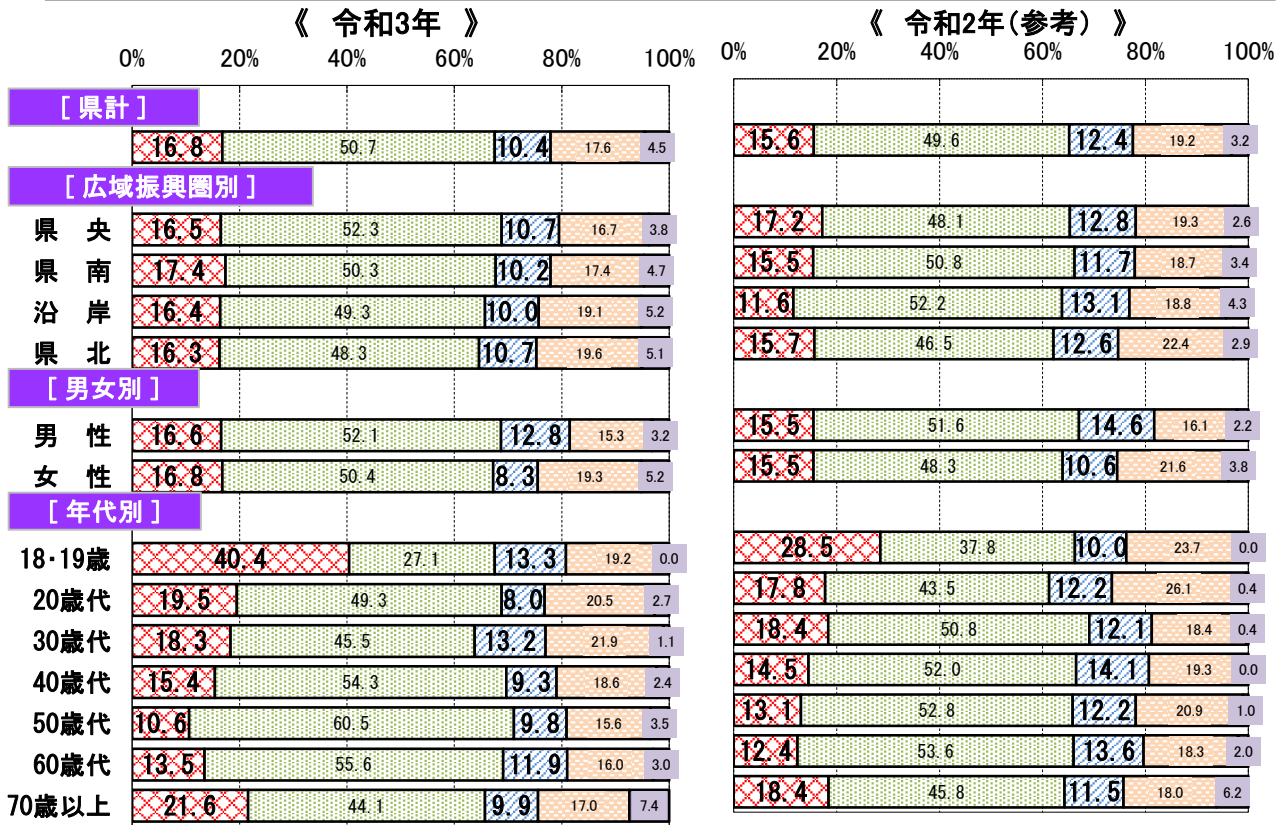 《 令和3年 》
《 令和2年(参考) 》
0% 20% 40% 60% 80% 100%
0% 20% 40% 60% 80% 100%
[ 県計 ]
16.8 50.7 10.4 17.6 4.5
15.6 49.6 12.4 19.2 3.2
[ 広域振興圏別 ]
県 央 16.5 52.3 10.7 16.7 3.8
17.2 48.1 12.8 19.3 2.6
県 南 17.4 50.3 10.2 17.4 4.7
15.5 50.8 11.7 18.7 3.4
沿 岸 16.4 49.3 10.0 19.1 5.2
11.6 52.2 13.1 18.8 4.3
県 北 16.3 48.3 10.7 19.6 5.1
15.7 46.5 12.6 22.4 2.9
[ 男女別 ]
男 性 16.6 52.1 12.8 15.3 3.2
15.5 51.6 14.6 16.1 2.2
女 性 16.8 50.4 8.3 19.3 5.2
15.5 48.3 10.6 21.6 3.8
[ 年代別 ]
18・19歳 40.4 27.1 13.3 19.2 0.0
28.5 37.8 10.0 23.7 0.0
20歳代 19.5 49.3 8.0 20.5 2.7
17.8 43.5 12.2 26.1 0.4
30歳代 18.3 45.5 13.2 21.9 1.1
18.4 50.8 12.1 18.4 0.4
40歳代 15.4 54.3 9.3 18.6 2.4
14.5 52.0 14.1 19.3 0.0
50歳代 10.6 60.5 9.8 15.6 3.5
13.1 52.8 12.2 20.9 1.0
60歳代 13.5 55.6 11.9 16.0 3.0
12.4 53.6 13.6 18.3 2.0
70歳以上 21.6 44.1 9.9 17.0 7.4
18.4 45.8 11.5 18.0 6.2